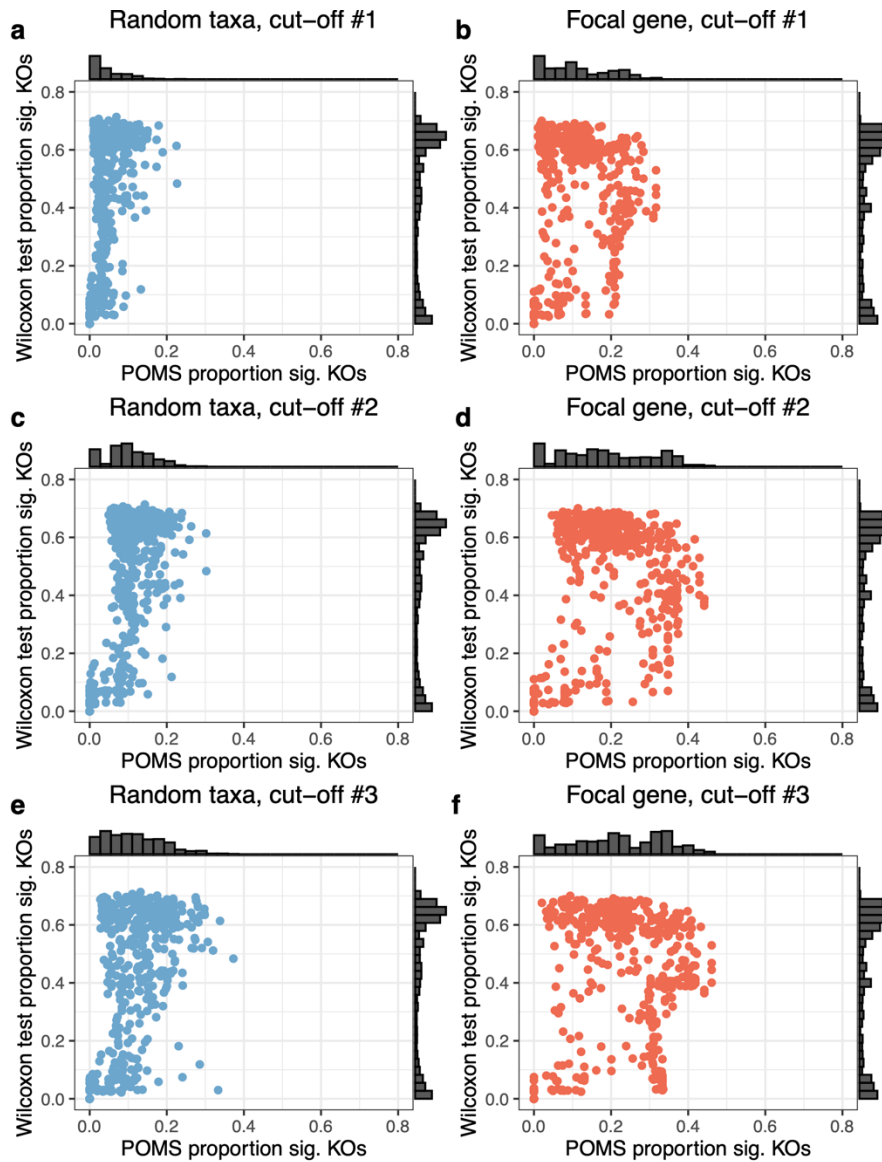 a
Random taxa, cut−off #1
Wilcoxon test proportion sig. KOs
0.8
0.6
0.4
0.2
0.0
0.0 0.2 0.4 0.6 0.8
POMS proportion sig. KOs
b
Focal gene, cut−off #1
Wilcoxon test proportion sig. KOs
0.8
0.6
0.4
0.2
0.0
0.0 0.2 0.4 0.6 0.8
POMS proportion sig. KOs
c
Random taxa, cut−off #2
Wilcoxon test proportion sig. KOs
0.8
0.6
0.4
0.2
0.0
0.0 0.2 0.4 0.6 0.8
POMS proportion sig. KOs
d
Focal gene, cut−off #2
Wilcoxon test proportion sig. KOs
0.8
0.6
0.4
0.2
0.0
0.0 0.2 0.4 0.6 0.8
POMS proportion sig. KOs
e
Random taxa, cut−off #3
Wilcoxon test proportion sig. KOs
0.8
0.6
0.4
0.2
0.0
0.0 0.2 0.4 0.6 0.8
POMS proportion sig. KOs
f
Focal gene, cut−off #3
Wilcoxon test proportion sig. KOs
0.8
0.6
0.4
0.2
0.0
0.0 0.2 0.4 0.6 0.8
POMS proportion sig. KOs